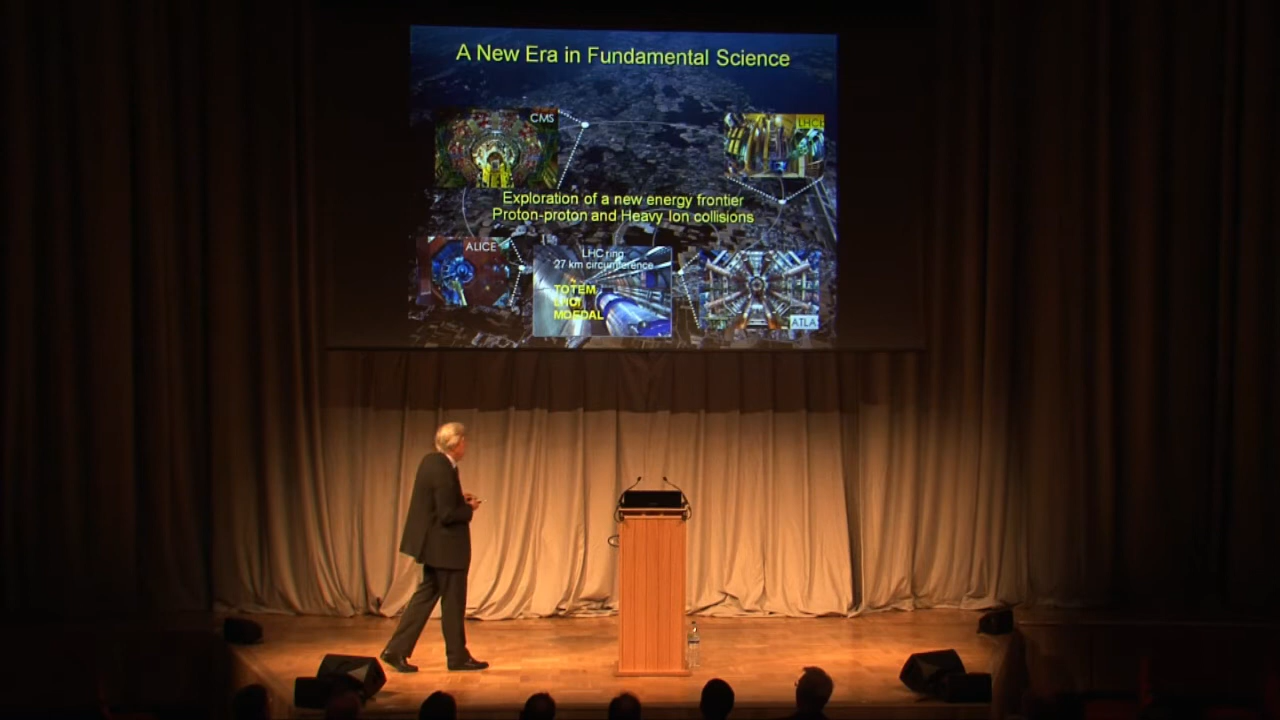 A New Era in Fundamental Science
CMS
LHCb
Exploration of a new energy frontier
Proton-proton and Heavy Ion collisions
ALICE
LHC ring
27 km circumference
TOTEM
LHCf
MOEDAL
ATLA